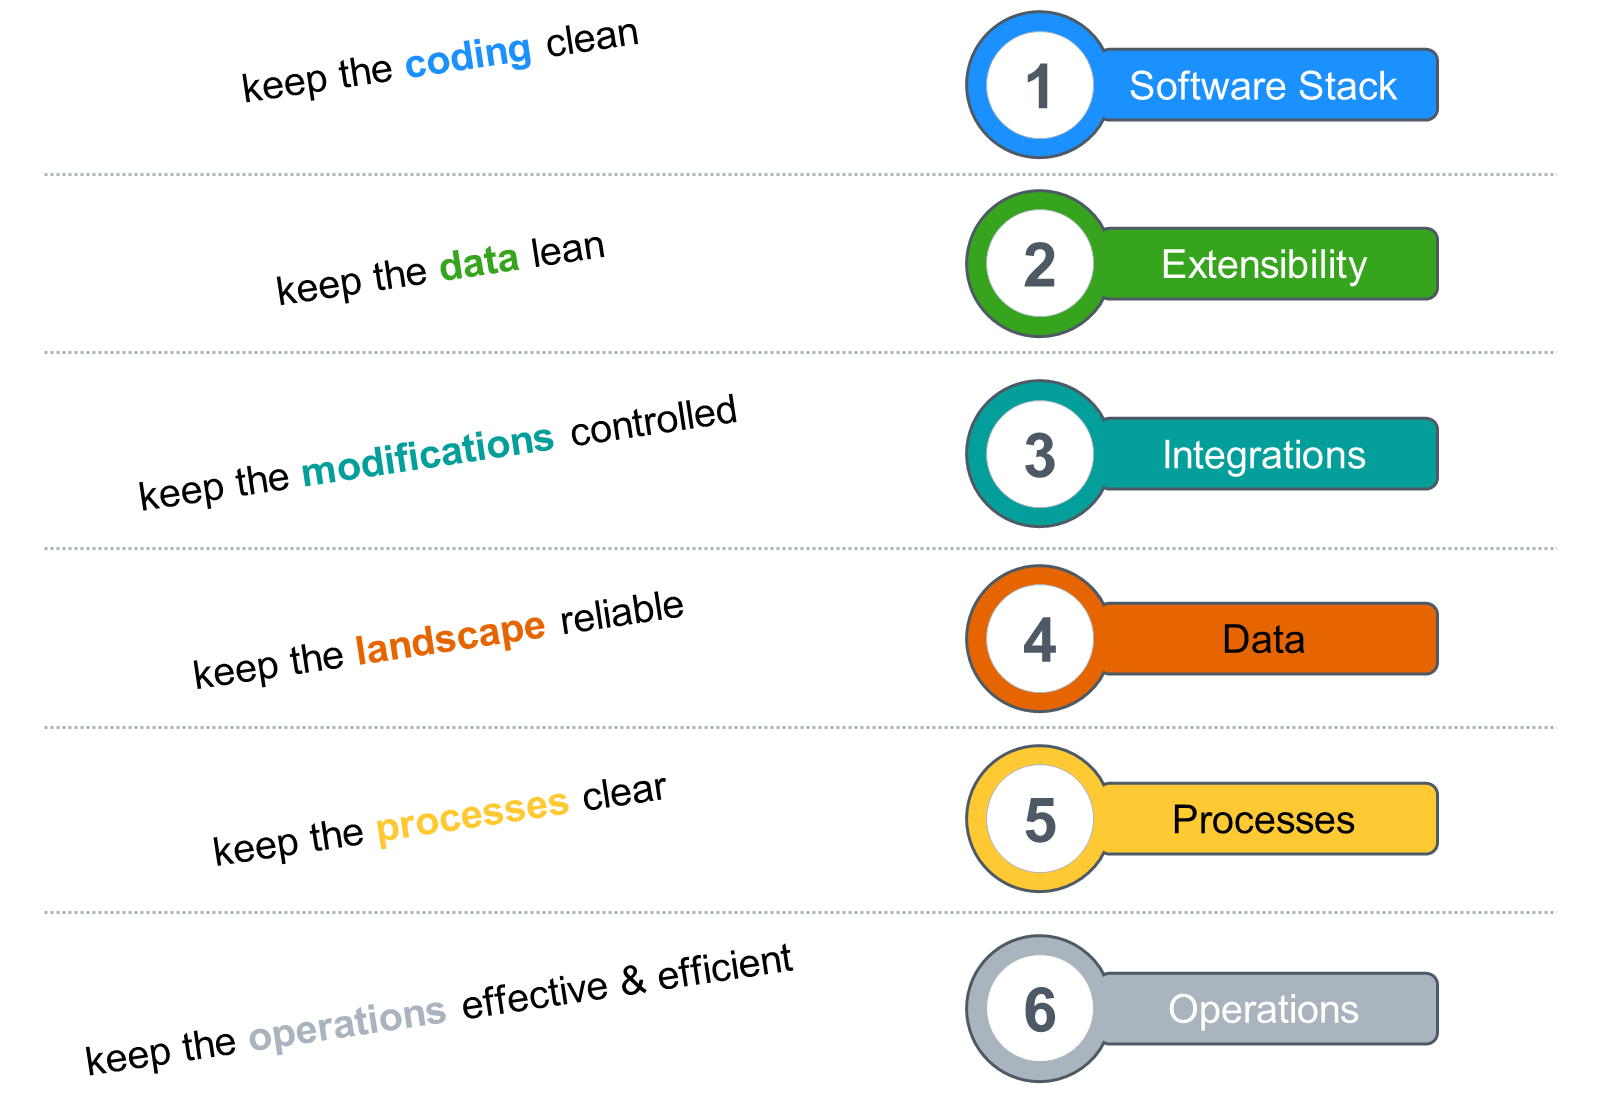 keep the coding clean
1 Software Stack
keep the data lean
2 Extensibility
keep the modifications controlled
3 Integrations
keep the landscape reliable
4 Data
keep the processes clear
5 Processes
keep the operations effective & efficient
6 Operations